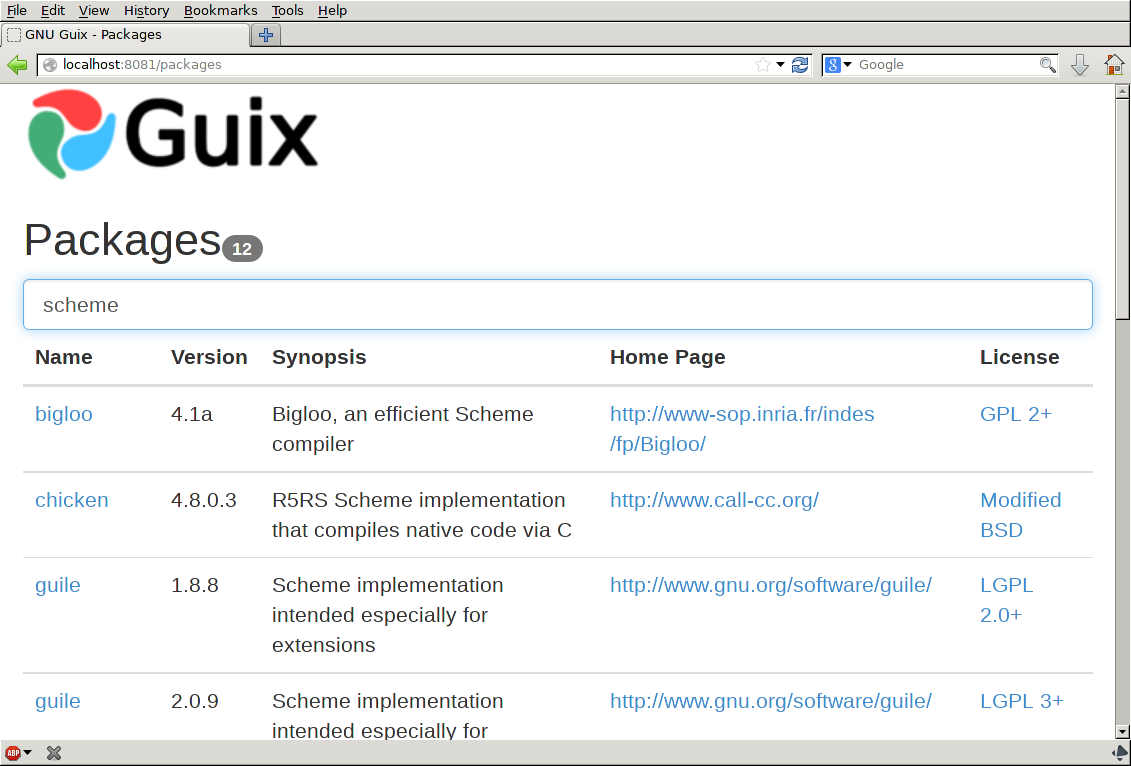 File Edit View History Bookmarks Tools Help
GNU Guix - Packages
localhost:8081/packages
8 Google
Guix
Packages 12
scheme
Name Version Synopsis Home Page License
bigloo 4.1a Bigloo, an efficient Scheme http://www-sop.inria.fr/indes GPL 2+
compiler /fp/Bigloo/
chicken 4.8.0.3 R5RS Scheme implementation http://www.call-cc.org/ Modified
that compiles native code via C BSD
guile 1.8.8 Scheme implementation http://www.gnu.org/software/guile/ LGPL
intended especially for 2.0+
extensions
guile 2.0.9 Scheme implementation http://www.gnu.org/software/guile/ LGPL 3+
intended especially for
ABP